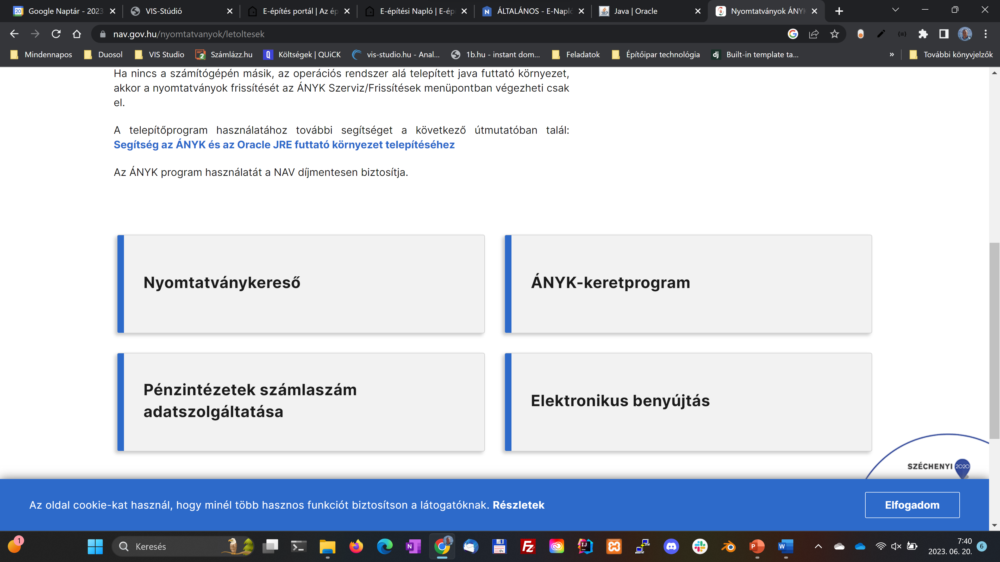 Google Naptár - 2023
VIS-Stúdió
E-építés portál | Az ép
E-építési Napló | E-épí
ÁLTALÁNOS - E-Napló
Java | Oracle
Nyomtatványok ÁNYK
nav.gov.hu/nyomtatvanyok/letoltesek
Mindennapos
Duosol
VIS Studio
Számlázz.hu
Költségek | QUiCK
vis-studio.hu - Anal...
1b.hu - instant dom...
Feladatok
Építőipar technológia
Built-in template ta...
»
További könyvjelzők
Ha nincs a számítógépén másik, az operációs rendszer alá telepített java futtató környezet,
akkor a nyomtatványok frissítését az ÁNYK Szerviz/Frissítések menüpontban végezheti csak
el.
A telepítőprogram használatához további segítséget a következő útmutatóban talál:
Segítség az ÁNYK és az Oracle JRE futtató környezet telepítéséhez
Az ÁNYK program használatát a NAV díjmentesen biztosítja.
Nyomtatványkereső
ÁNYK-keretprogram
Pénzintézetek számlaszám
adatszolgáltatása
Elektronikus benyújtás
SZÉCHENYI 2020
Az oldal cookie-kat használ, hogy minél több hasznos funkciót biztosítson a látogatóknak. Részletek
Elfogadom
1
Keresés
7:40
2023. 06. 20.
6